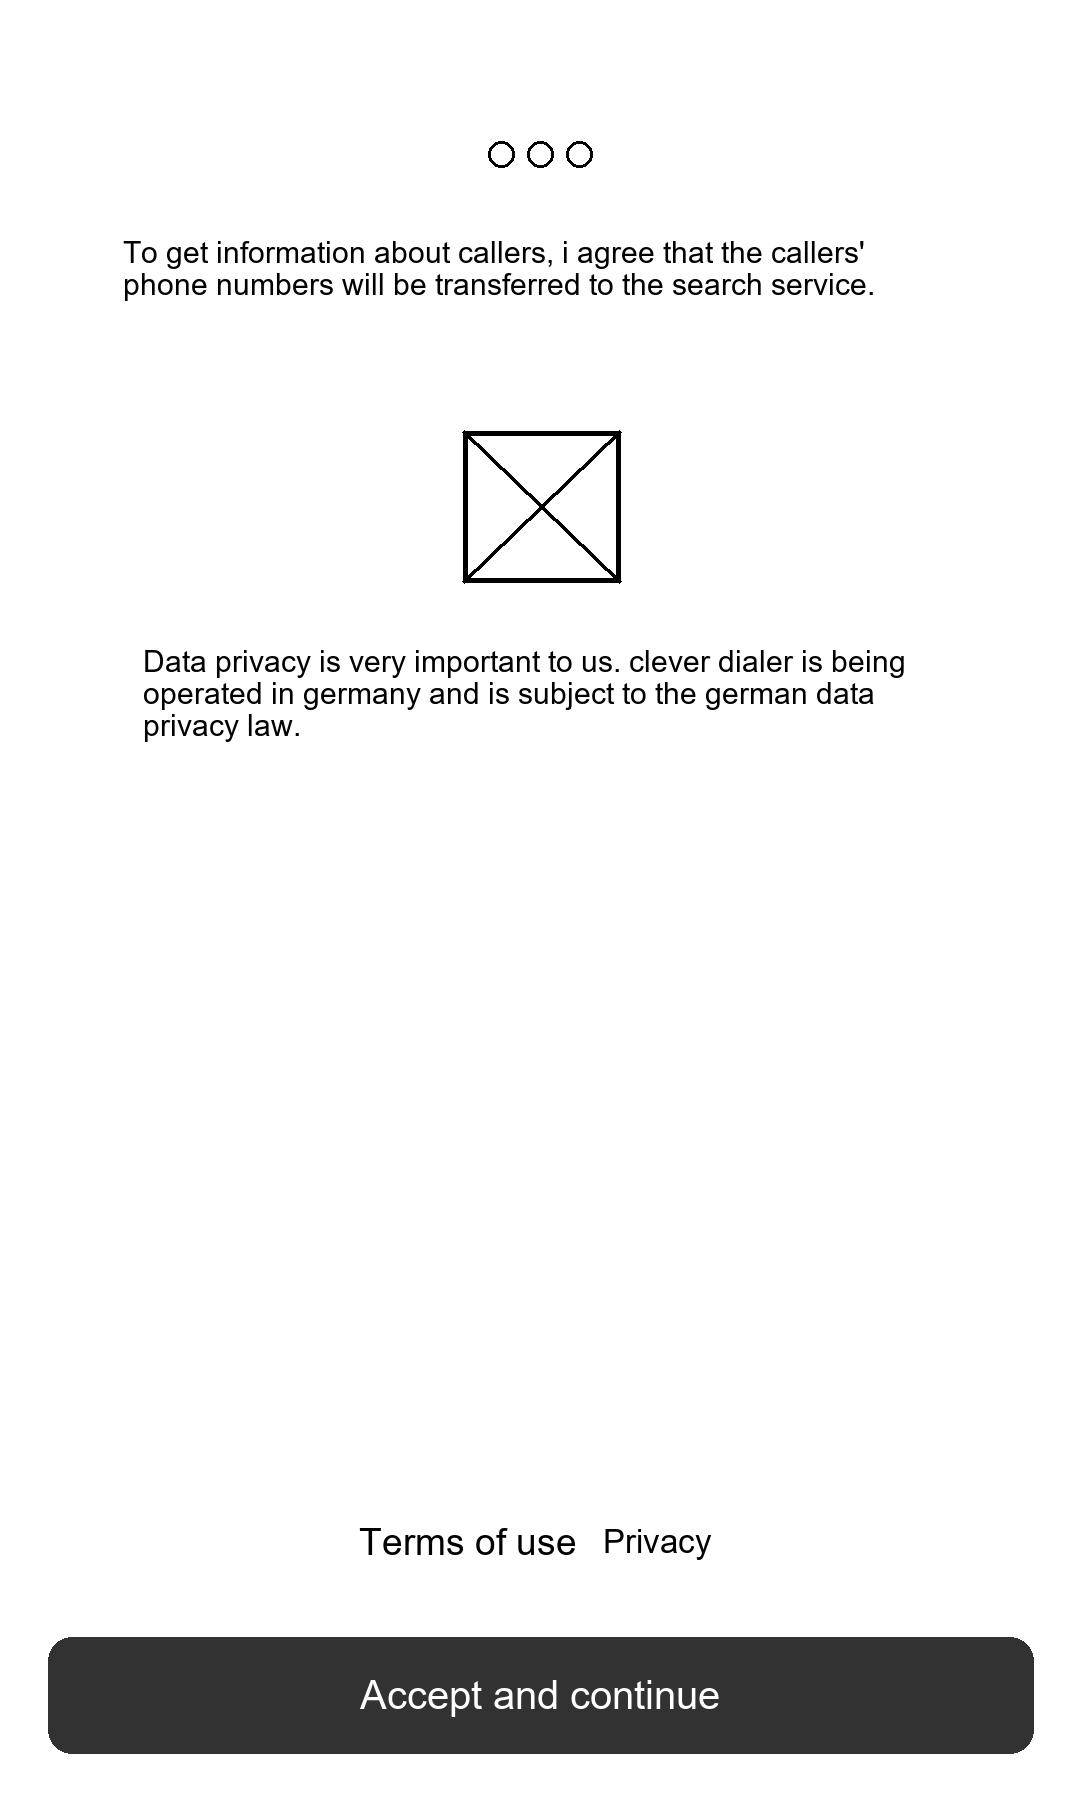 To get information about callers, i agree that the callers'
phone numbers will be transferred to the search service.
Data privacy is very important to us. clever dialer is being
operated in germany and is subject to the german data
privacy law.
Terms of use Privacy
Accept and continue